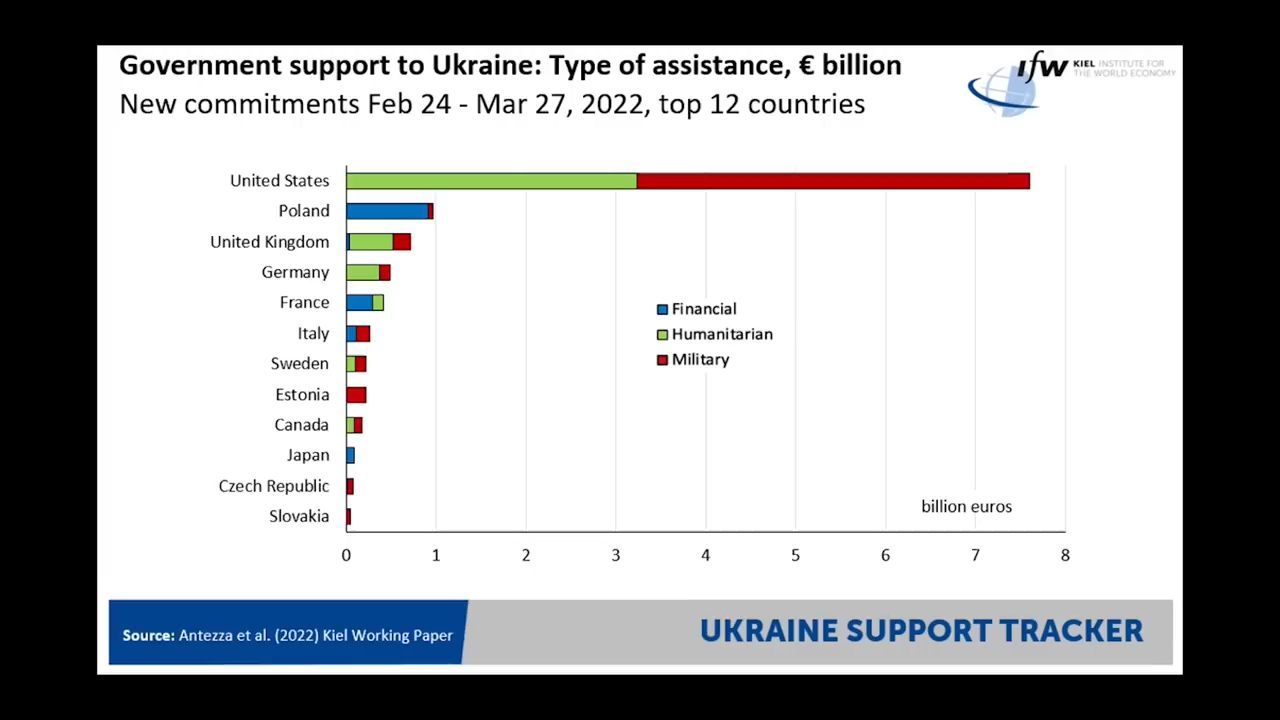 Government support to Ukraine: Type of assistance, € billion
New commitments Feb 24 - Mar 27, 2022, top 12 countries
ifw KIEL INSTITUTE FOR
THE WORLD ECONOMY
United States
Poland
United Kingdom
Germany
France
Italy
Sweden
Estonia
Canada
Japan
Czech Republic
Slovakia
Financial
Humanitarian
Military
billion euros
0 1 2 3 4 5 6 7 8
Source: Antezza et al. (2022) Kiel Working Paper
UKRAINE SUPPORT TRACKER